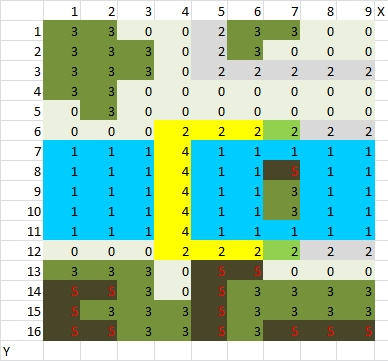 1 2 3 4 5 6 7 8 9 X
1 3 3 0 0 2 3 3 0 0
2 3 3 3 0 2 3 0 0 0
3 3 3 3 0 2 2 2 2 2
4 3 3 0 0 0 0 0 0 0
5 0 3 0 0 0 0 0 0 0
6 0 0 0 2 2 2 2 2 2
7 1 1 1 4 1 1 1 1 1
8 1 1 1 4 1 1 5 1 1
9 1 1 1 4 1 1 3 1 1
10 1 1 1 4 1 1 3 1 1
11 1 1 1 4 1 1 1 1 1
12 0 0 0 2 2 2 2 2 2
13 3 3 3 0 5 5 0 0 0
14 5 5 3 0 5 3 3 3 3
15 5 3 3 3 5 3 3 3 3
16 5 5 3 3 5 3 5 5 5
Y